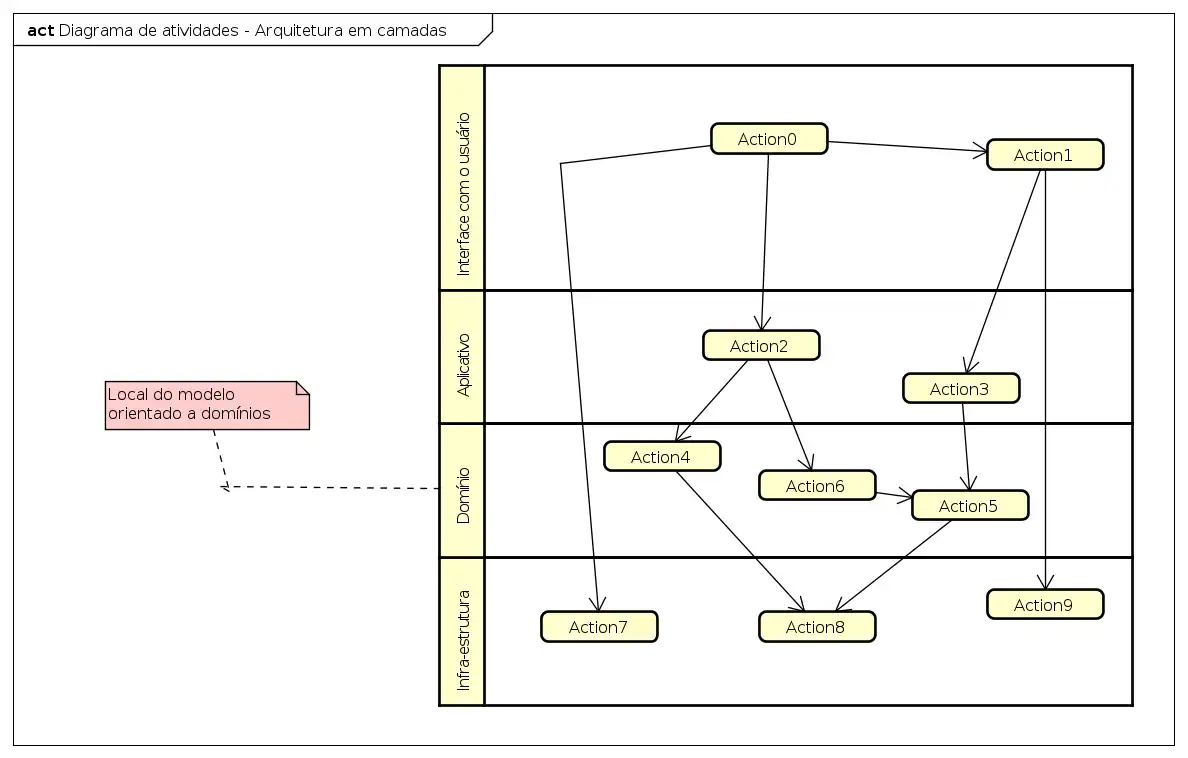 act Diagrama de atividades - Arquitetura em camadas
Interface com o usuário
Action0
Action1
Aplicativo
Action2
Action3
Local do modelo
orientado a domínios
Domínio
Action4
Action6
Action5
Infra-estrutura
Action7
Action8
Action9